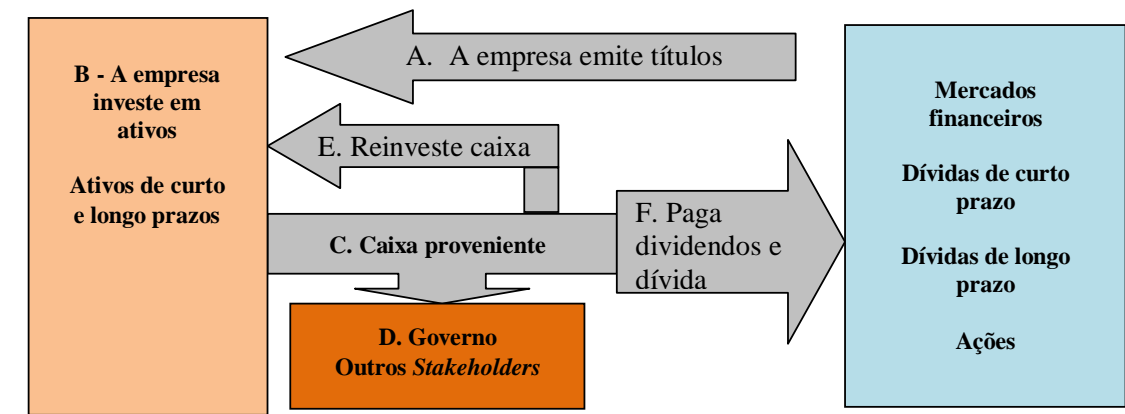 B - A empresa
investe em
ativos
Ativos de curto
e longo prazos
A. A empresa emite títulos
E. Reinveste caixa
C. Caixa proveniente
F. Paga
dividendos e
dívida
D. Governo
Outros Stakeholders
Mercados
financeiros
Dívidas de curto
prazo
Dívidas de longo
prazo
Ações